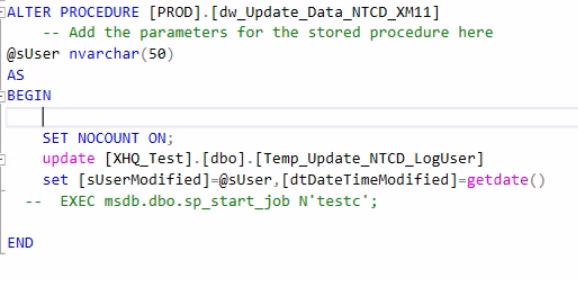 ALTER PROCEDURE [PROD].[dw_Update_Data_NTCD_XM11]
-- Add the parameters for the stored procedure here
@sUser nvarchar(50)
AS
BEGIN
SET NOCOUNT ON;
update [XHQ_Test].[dbo].[Temp_Update_NTCD_LogUser]
set [sUserModified]=@sUser,[dtDateTimeModified]=getdate()
-- EXEC msdb.dbo.sp_start_job N'testc';
END